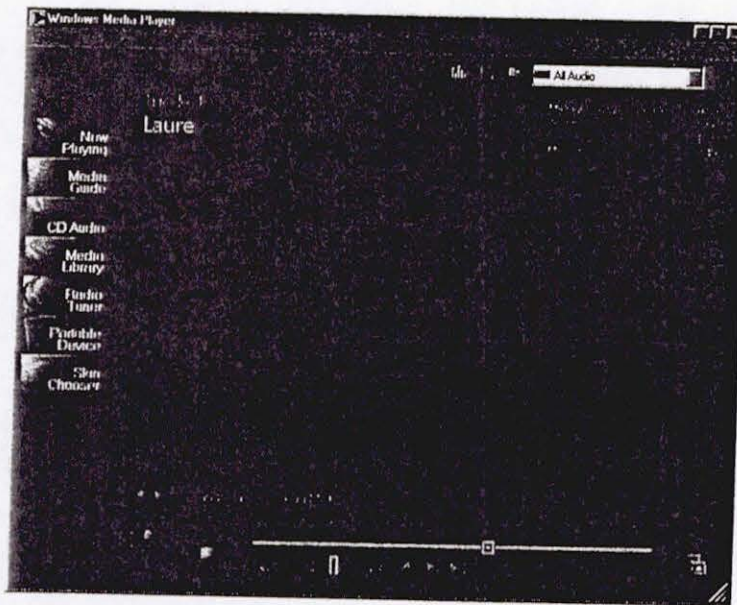 Windows Media Player
All Audio
Laure
Now
Playing
Media
Guide
CD Audio
Media
Library
Radio
Tuner
Portable
Device
Skin
Chooser